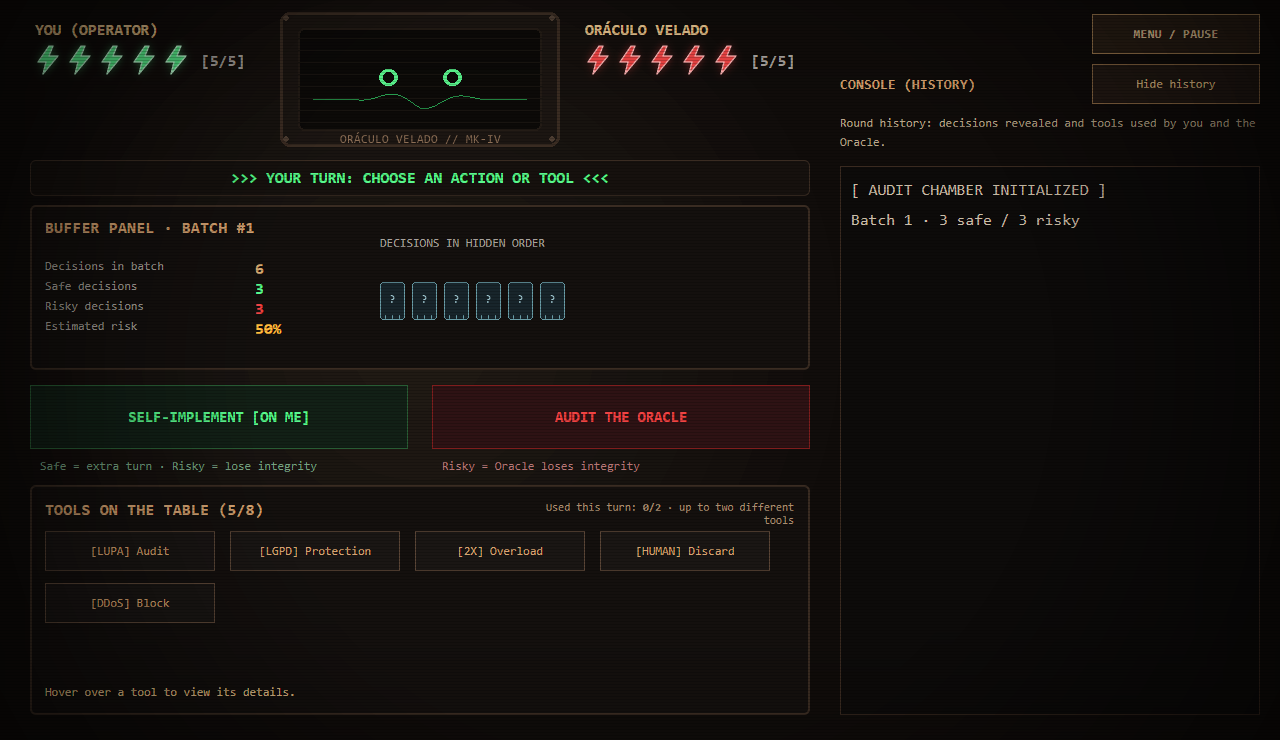 YOU (OPERATOR)
[5/5]
ORÁCULO VELADO // MK-IV
ORÁCULO VELADO
[5/5]
MENU / PAUSE
CONSOLE (HISTORY)
Hide history
Round history: decisions revealed and tools used by you and the
Oracle.
>>> YOUR TURN: CHOOSE AN ACTION OR TOOL <<<
BUFFER PANEL · BATCH #1
DECISIONS IN HIDDEN ORDER
Decisions in batch 6
Safe decisions 3
Risky decisions 3
Estimated risk 50%
? ? ? ? ? ?
SELF-IMPLEMENT [ON ME]
AUDIT THE ORACLE
Safe = extra turn · Risky = lose integrity
Risky = Oracle loses integrity
TOOLS ON THE TABLE (5/8)
Used this turn: 0/2 · up to two different
tools
[LUPA] Audit
[LGPD] Protection
[2X] Overload
[HUMAN] Discard
[DDoS] Block
Hover over a tool to view its details.
[ AUDIT CHAMBER INITIALIZED ]
Batch 1 · 3 safe / 3 risky